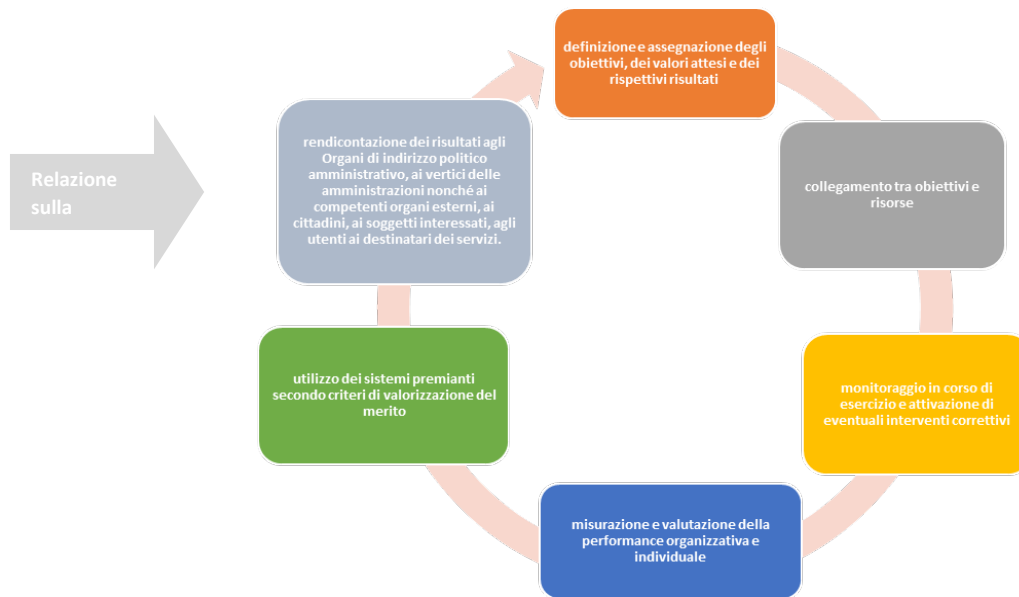 Relazione
sulla
definizione e assegnazione degli
obiettivi, dei valori attesi e dei
rispettivi risultati
collegamento tra obiettivi e
risorse
monitoraggio in corso di
esercizio e attivazione di
eventuali interventi correttivi
misurazione e valutazione della
performance organizzativa e
individuale
utilizzo dei sistemi premianti
secondo criteri di valorizzazione del
merito
rendicontazione dei risultati agli
Organi di indirizzo politico
amministrativo, ai vertici delle
amministrazioni nonché ai
competenti organi esterni, ai
cittadini, ai soggetti interessati, agli
utenti ai destinatari dei servizi.